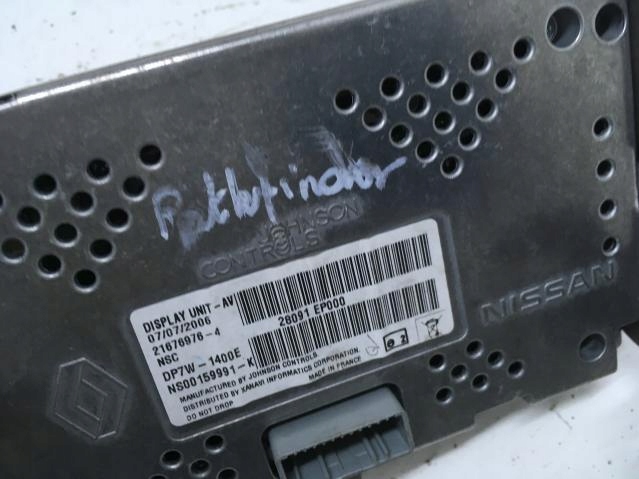 Pathfinder
JOHNSON
CONTROLS
DISPLAY UNIT-AV
07/07/2006
21676976-4
NSC
28091 EP000
DP7W-1400E
NS00159991-K
MANUFACTURED BY JOHNSON CONTROLS
DISTRIBUTED BY XANAVI INFORMATICS CORPORATION
DO NOT DROP
MADE IN FRANCE
2
NISSAN